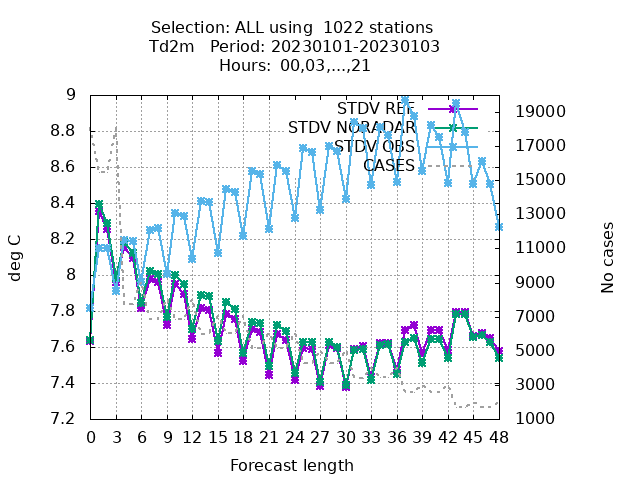 Selection: ALL using  1022 stations
Td2m   Period: 20230101-20230103
Hours:  00,03,...,21
STDV REF
STDV NORADAR
STDV OBS
CASES
9
8.8
8.6
8.4
8.2
8
7.8
7.6
7.4
7.2
19000
17000
15000
13000
11000
9000
7000
5000
3000
1000
deg C
No cases
0 3 6 9 12 15 18 21 24 27 30 33 36 39 42 45 48
Forecast length